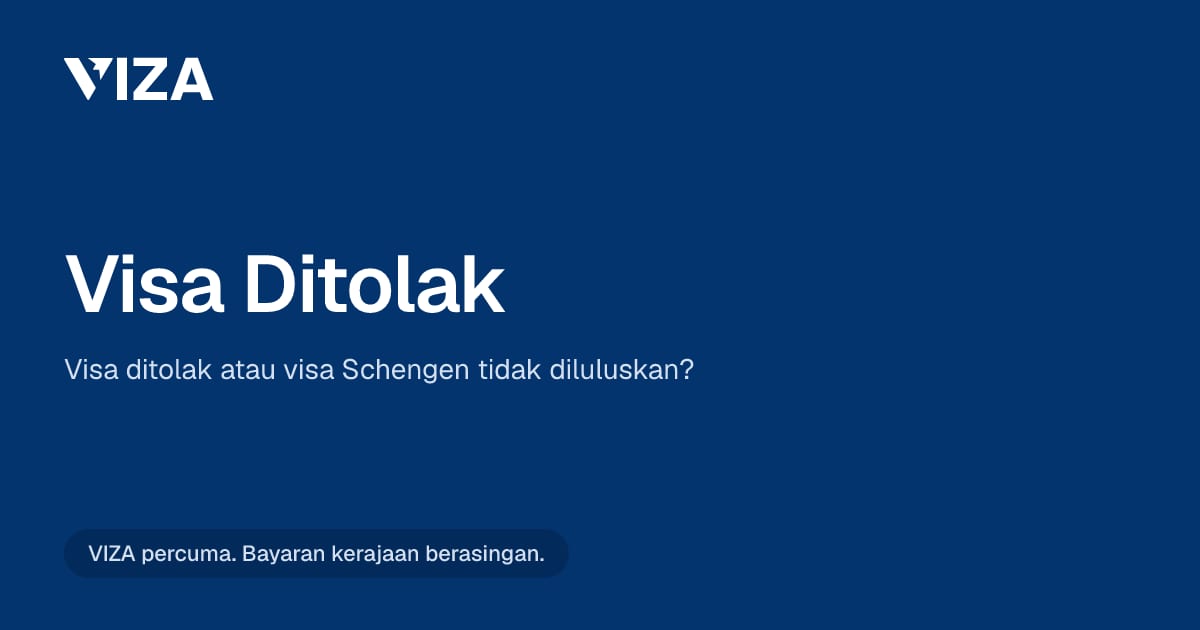 VIZA
Visa Ditolak
Visa ditolak atau visa Schengen tidak diluluskan?
VIZA percuma. Bayaran kerajaan berasingan.